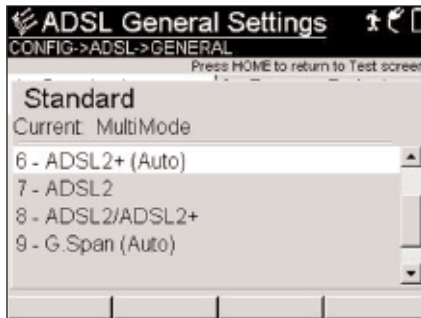 ADSL General Settings
CONFIG->ADSL->GENERAL
Press HOME to return to Test screen
Standard
Current: MultiMode
6 - ADSL2+ (Auto)
7 - ADSL2
8 - ADSL2/ADSL2+
9 - G.Span (Auto)